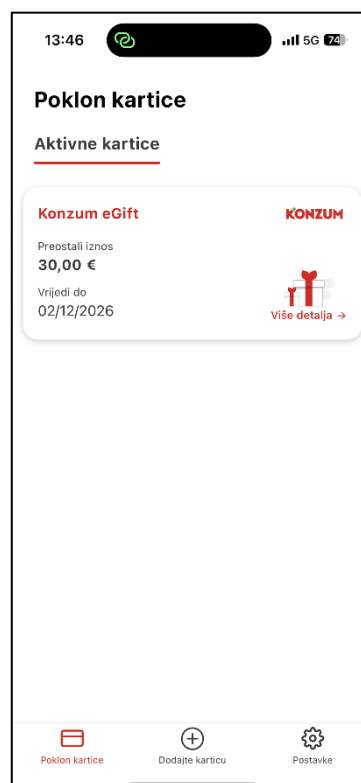 13:46 5G 74
Poklon kartice
Aktivne kartice
Konzum eGift KONZUM
Preostali iznos
30,00 €
Vrijedi do
02/12/2026
Više detalja →
Poklon kartice Dodajte karticu Postavke